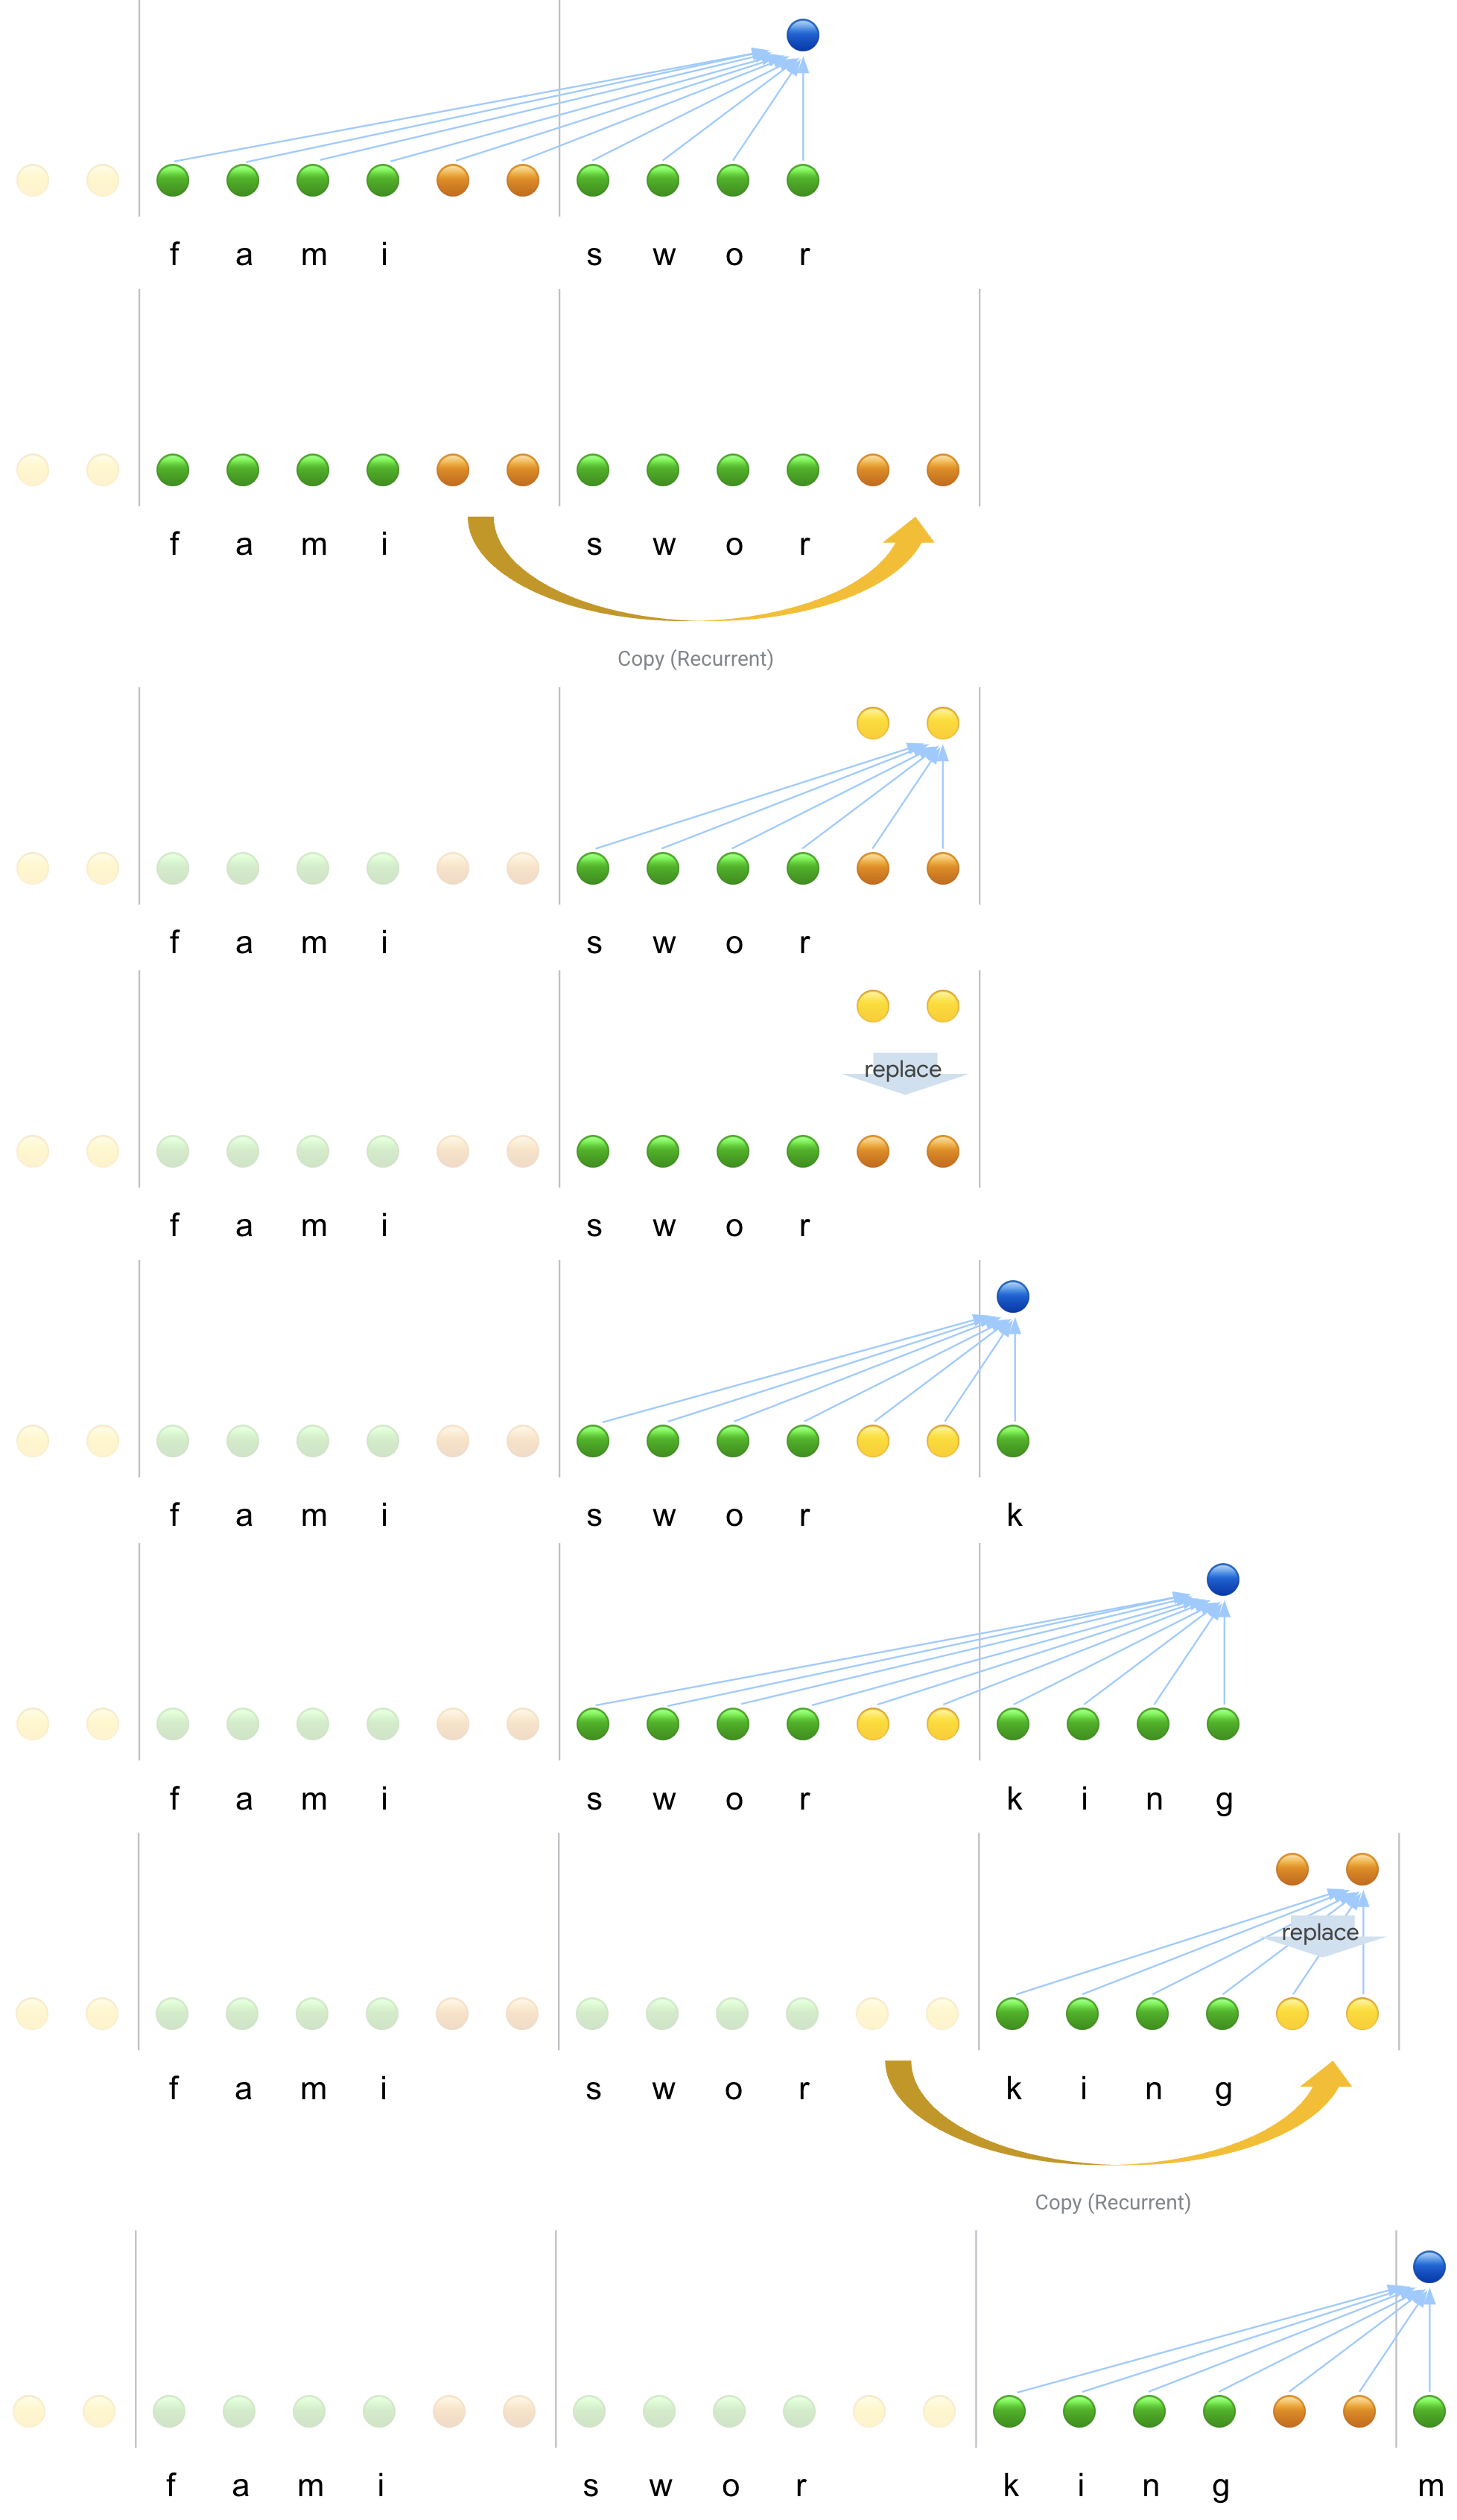 f a m i s w o r
f a m i s w o r
Copy (Recurrent)
f a m i s w o r
replace
f a m i s w o r
f a m i s w o r k
f a m i s w o r k i n g
replace
f a m i s w o r k i n g
Copy (Recurrent)
f a m i s w o r k i n g m